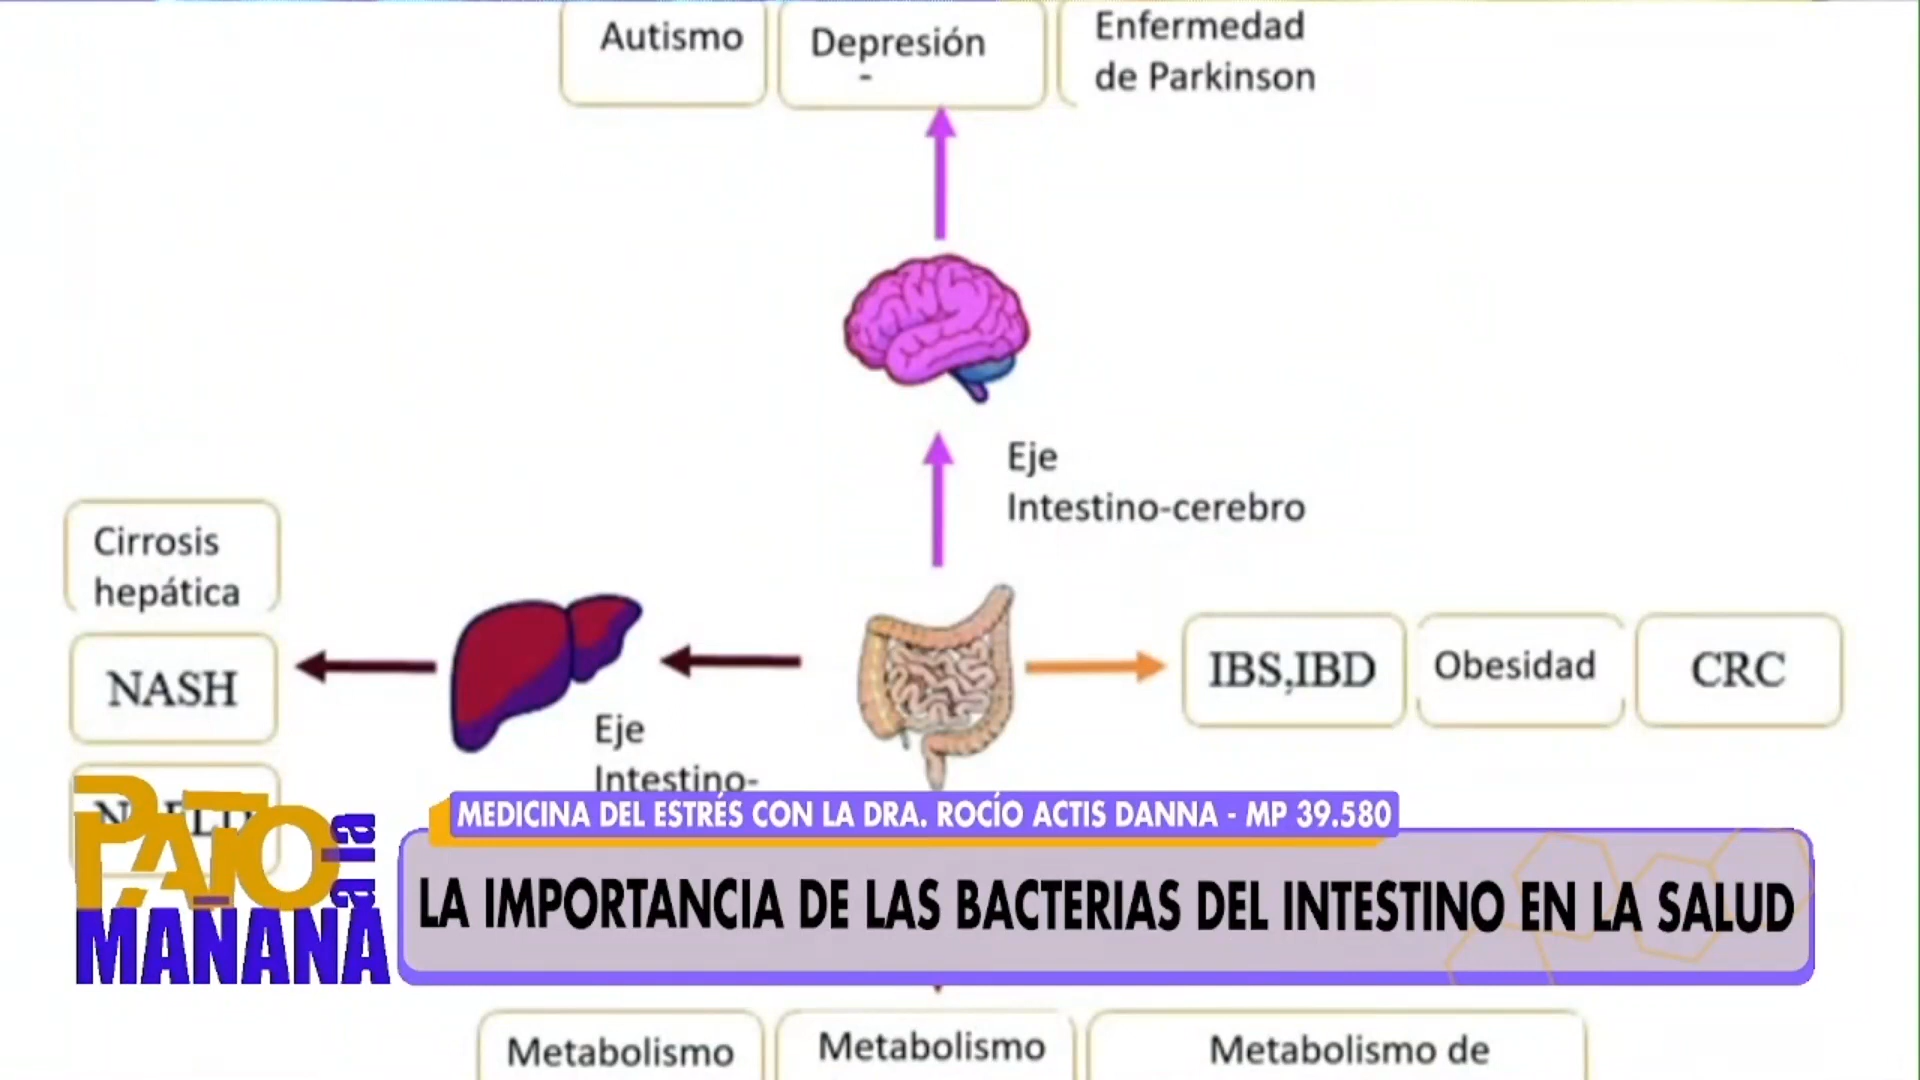 Autismo
Depresión
-
Enfermedad
de Parkinson
Eje
Intestino-cerebro
Cirrosis
hepática
NASH
IBS,IBD
Obesidad
CRC
Eje
Intestino-
MEDICINA DEL ESTRÉS CON LA DRA. ROCÍO ACTIS DANNA - MP 39.580
LA IMPORTANCIA DE LAS BACTERIAS DEL INTESTINO EN LA SALUD
PATO
a la
MAÑANA
Metabolismo
Metabolismo
Metabolismo de